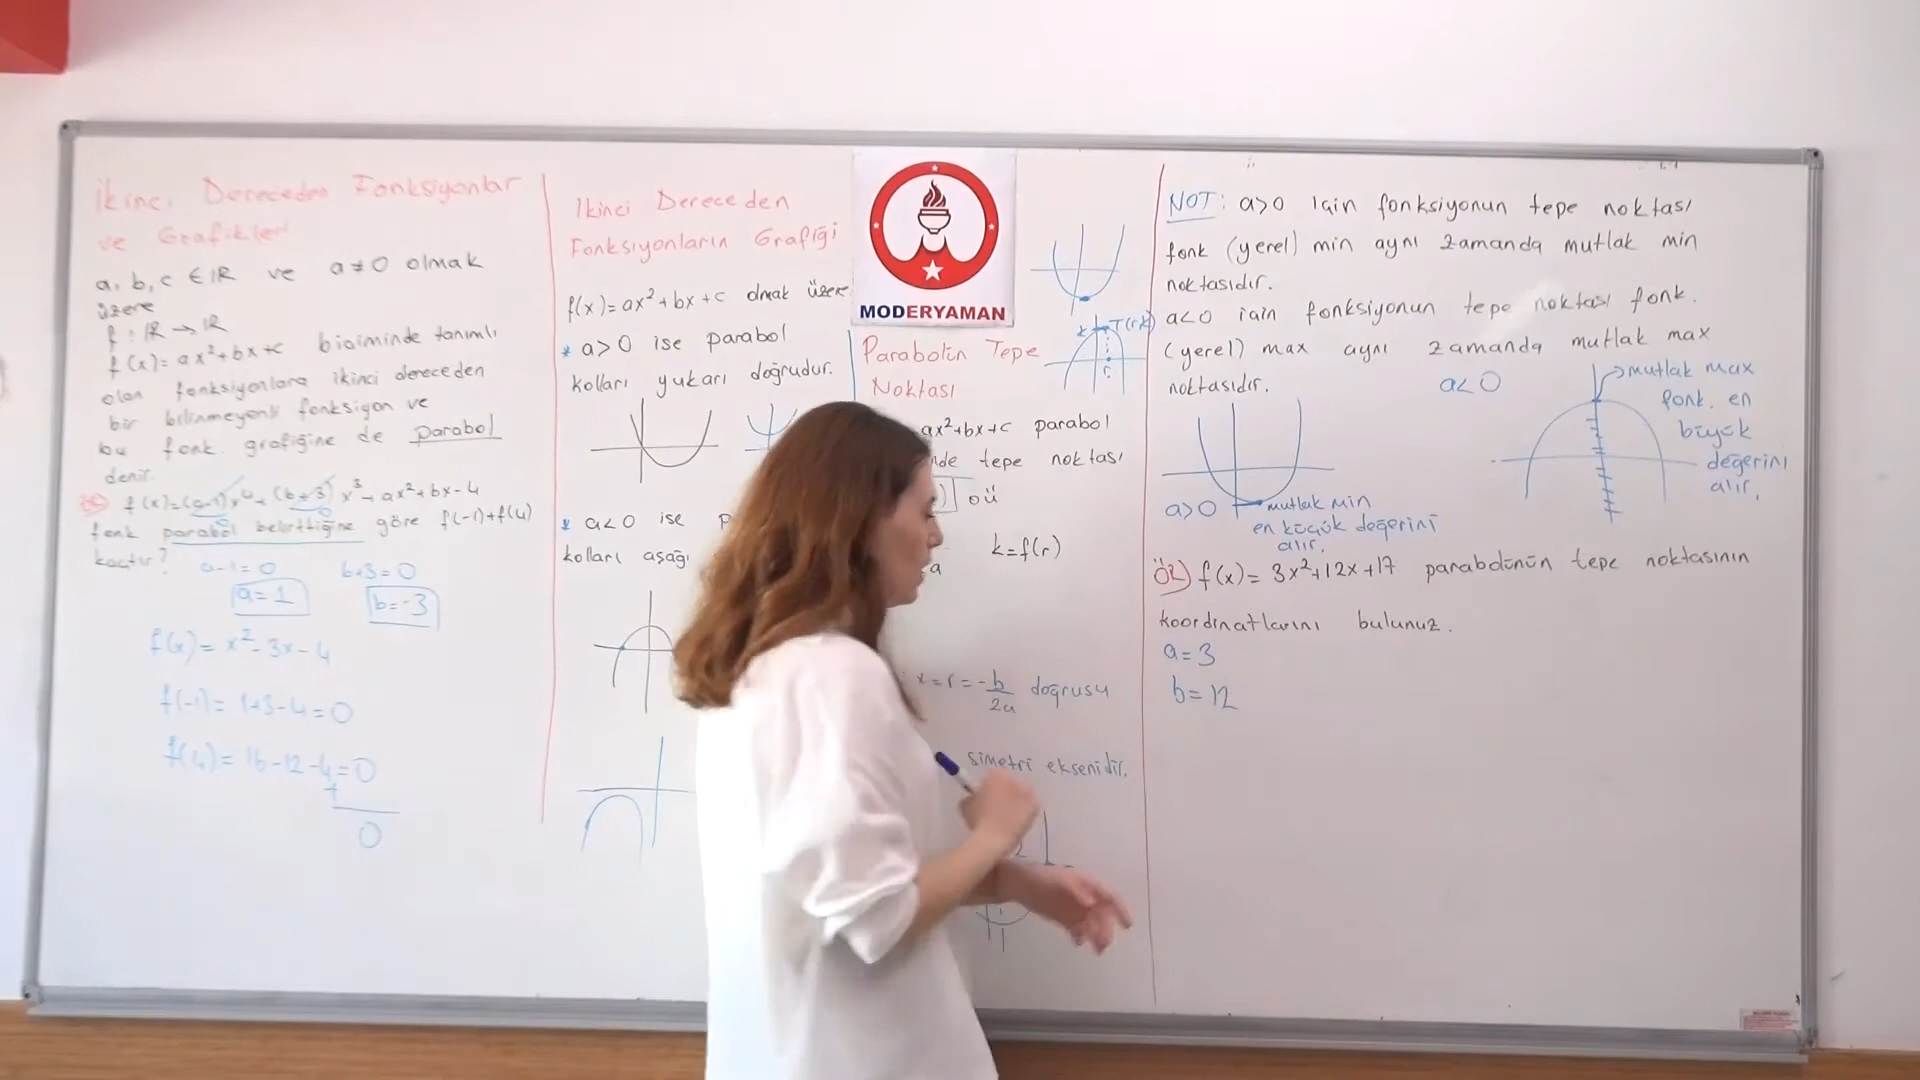 İkinci Dereceden Fonksiyonlar
ve Grafikleri
a, b, c ∈ IR ve a≠0 olmak
üzere
f : IR → IR
f(x) = ax²+bx+c biçiminde tanımlı
olan fonksiyonlara ikinci dereceden
bir bilinmeyenli fonksiyon ve
bu fonk. grafiğine de parabol
denir.
f(x)=(a-1)x⁴+(b+3)x³+ax²+bx-4
fonk parabol belirttiğine göre f(-1)+f(4)
kaçtır?
a-1=0 b+3=0
a=1 b=-3
f(x)= x²-3x-4
f(-1)= 1+3-4=0
f(4)= 16-12-4=0
+
0
İkinci Dereceden
Fonksiyonların Grafiği
f(x)=ax²+bx+c olmak üzere
* a>0 ise parabol
kolları yukarı doğrudur.
* a<0 ise
kolları aşağı
MODERYAMAN
T(r,k)
k
r
Parabolün Tepe
Noktası
ax²+bx+c parabol
tepe noktası
k=f(r)
a
x=r=-b/2a doğrusu
simetri eksenidir.
NOT: a>0 için fonksiyonun tepe noktası
fonk (yerel) min aynı zamanda mutlak min
noktasıdır.
a<0 için fonksiyonun tepe noktası fonk.
(yerel) max aynı zamanda mutlak max
noktasıdır.
a<0
mutlak max
fonk. en
büyük
değerini
alır.
a>0
mutlak min
en küçük değerini
alır.
ÖR) f(x)= 3x²+12x+17 parabolünün tepe noktasının
koordinatlarını bulunuz.
a=3
b=12